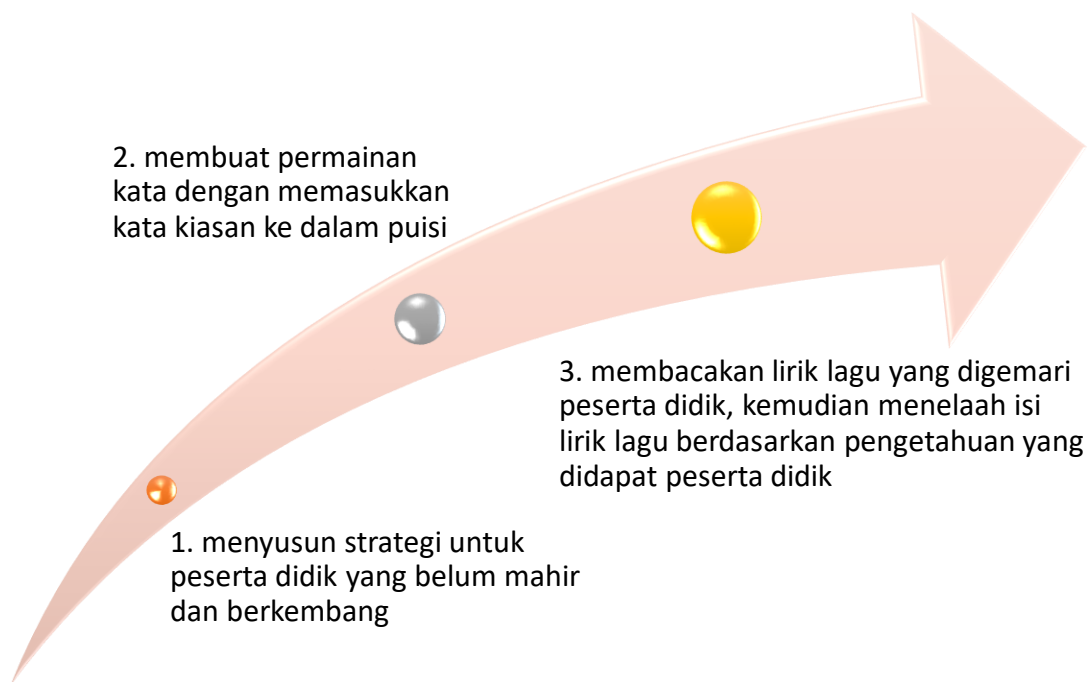 2. membuat permainan
kata dengan memasukkan
kata kiasan ke dalam puisi
3. membacakan lirik lagu yang digemari
peserta didik, kemudian menelaah isi
lirik lagu berdasarkan pengetahuan yang
didapat peserta didik
1. menyusun strategi untuk
peserta didik yang belum mahir
dan berkembang